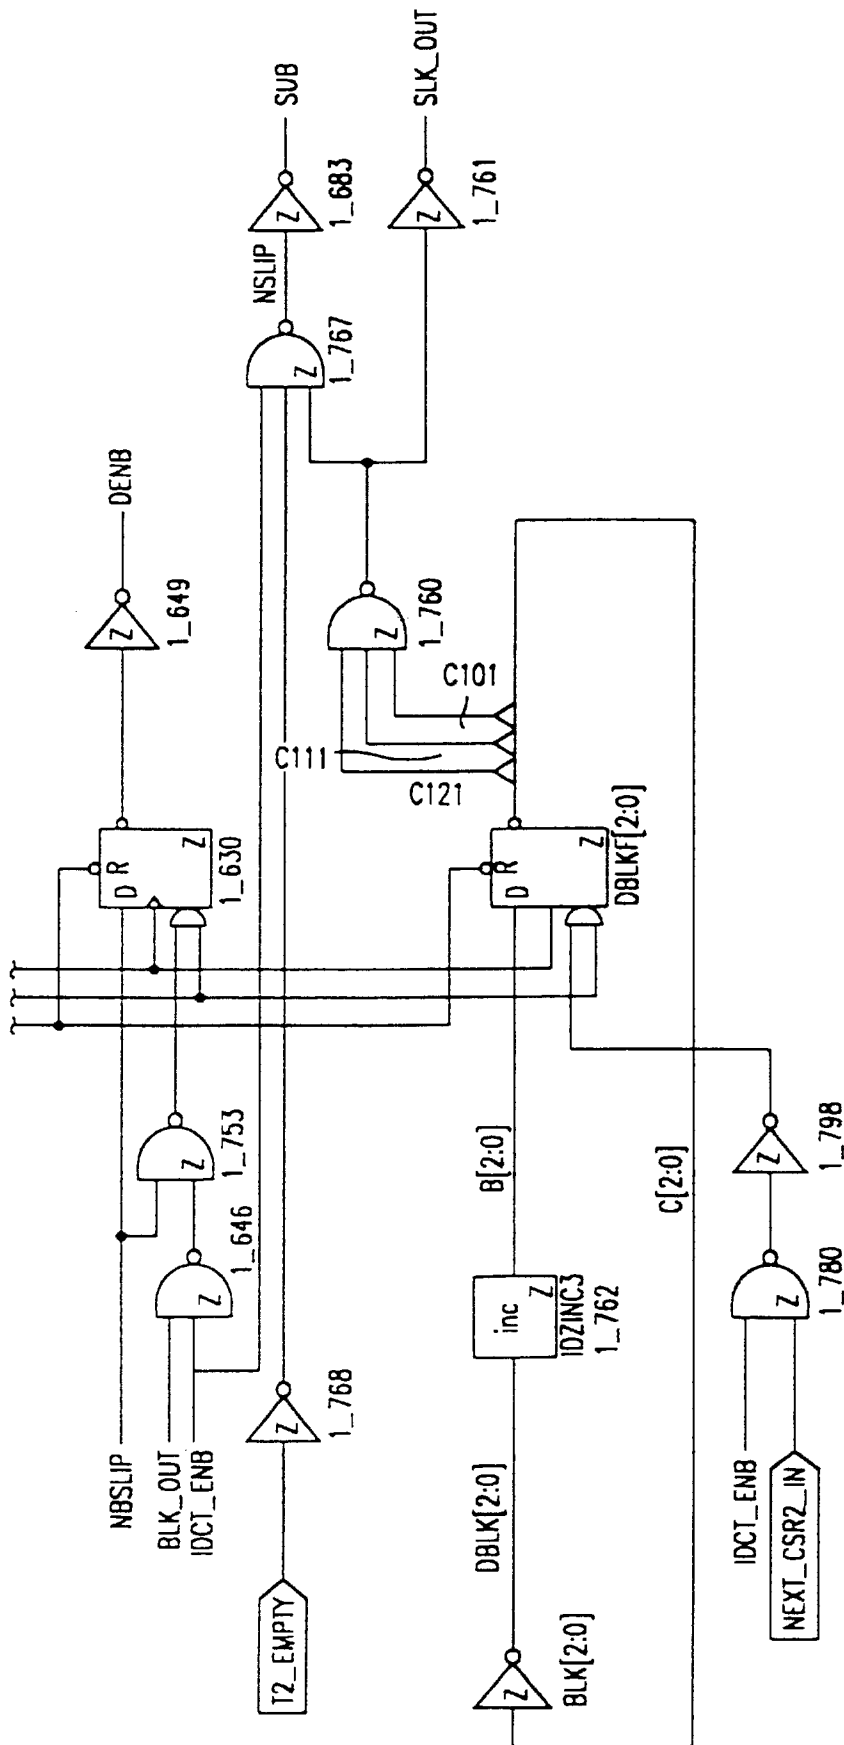 SUB
SLK_OUT
Z
1_683
Z
1_761
NSLIP
Z
1_767
DENB
Z
1_649
Z
1_760
C101
C111
C121
D
R
Z
1_630
D
R
Z
DBLKF[2:0]
Z
1_753
Z
1_646
NBSLIP
BLK_OUT
IDCT_ENB
Z
1_768
T2_EMPTY
B[2:0]
inc
Z
IDZINC3
1_762
DBLK[2:0]
Z
BLK[2:0]
C[2:0]
Z
1_798
Z
1_780
IDCT_ENB
NEXT_CSR2_IN